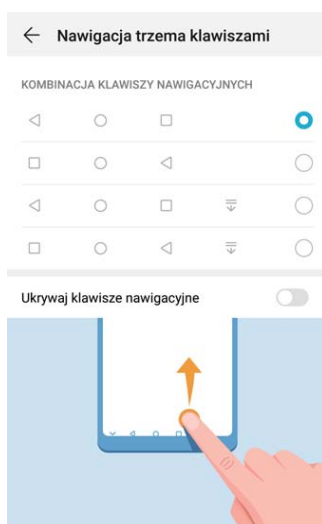 Nawigacja trzema klawiszami
KOMBINACJA KLAWISZY NAWIGACYJNYCH
Ukrywaj klawisze nawigacyjne